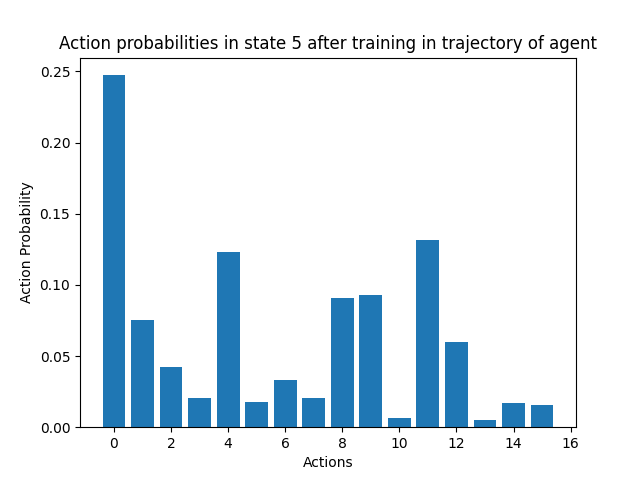 Action probabilities in state 5 after training in trajectory of agent
0.25
0.20
0.15
0.10
0.05
0.00
Action Probability
0 2 4 6 8 10 12 14 16
Actions